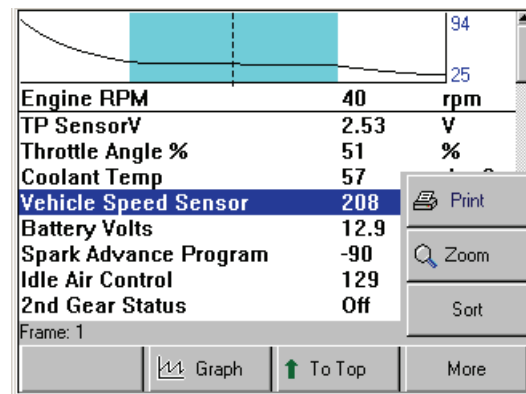 94
25
Engine RPM 40 rpm
TP SensorV 2.53 V
Throttle Angle % 51 %
Coolant Temp 57
Vehicle Speed Sensor 208
Print
Battery Volts 12.9
Spark Advance Program -90
Zoom
Idle Air Control 129
2nd Gear Status Off
Sort
Frame: 1
Graph To Top More